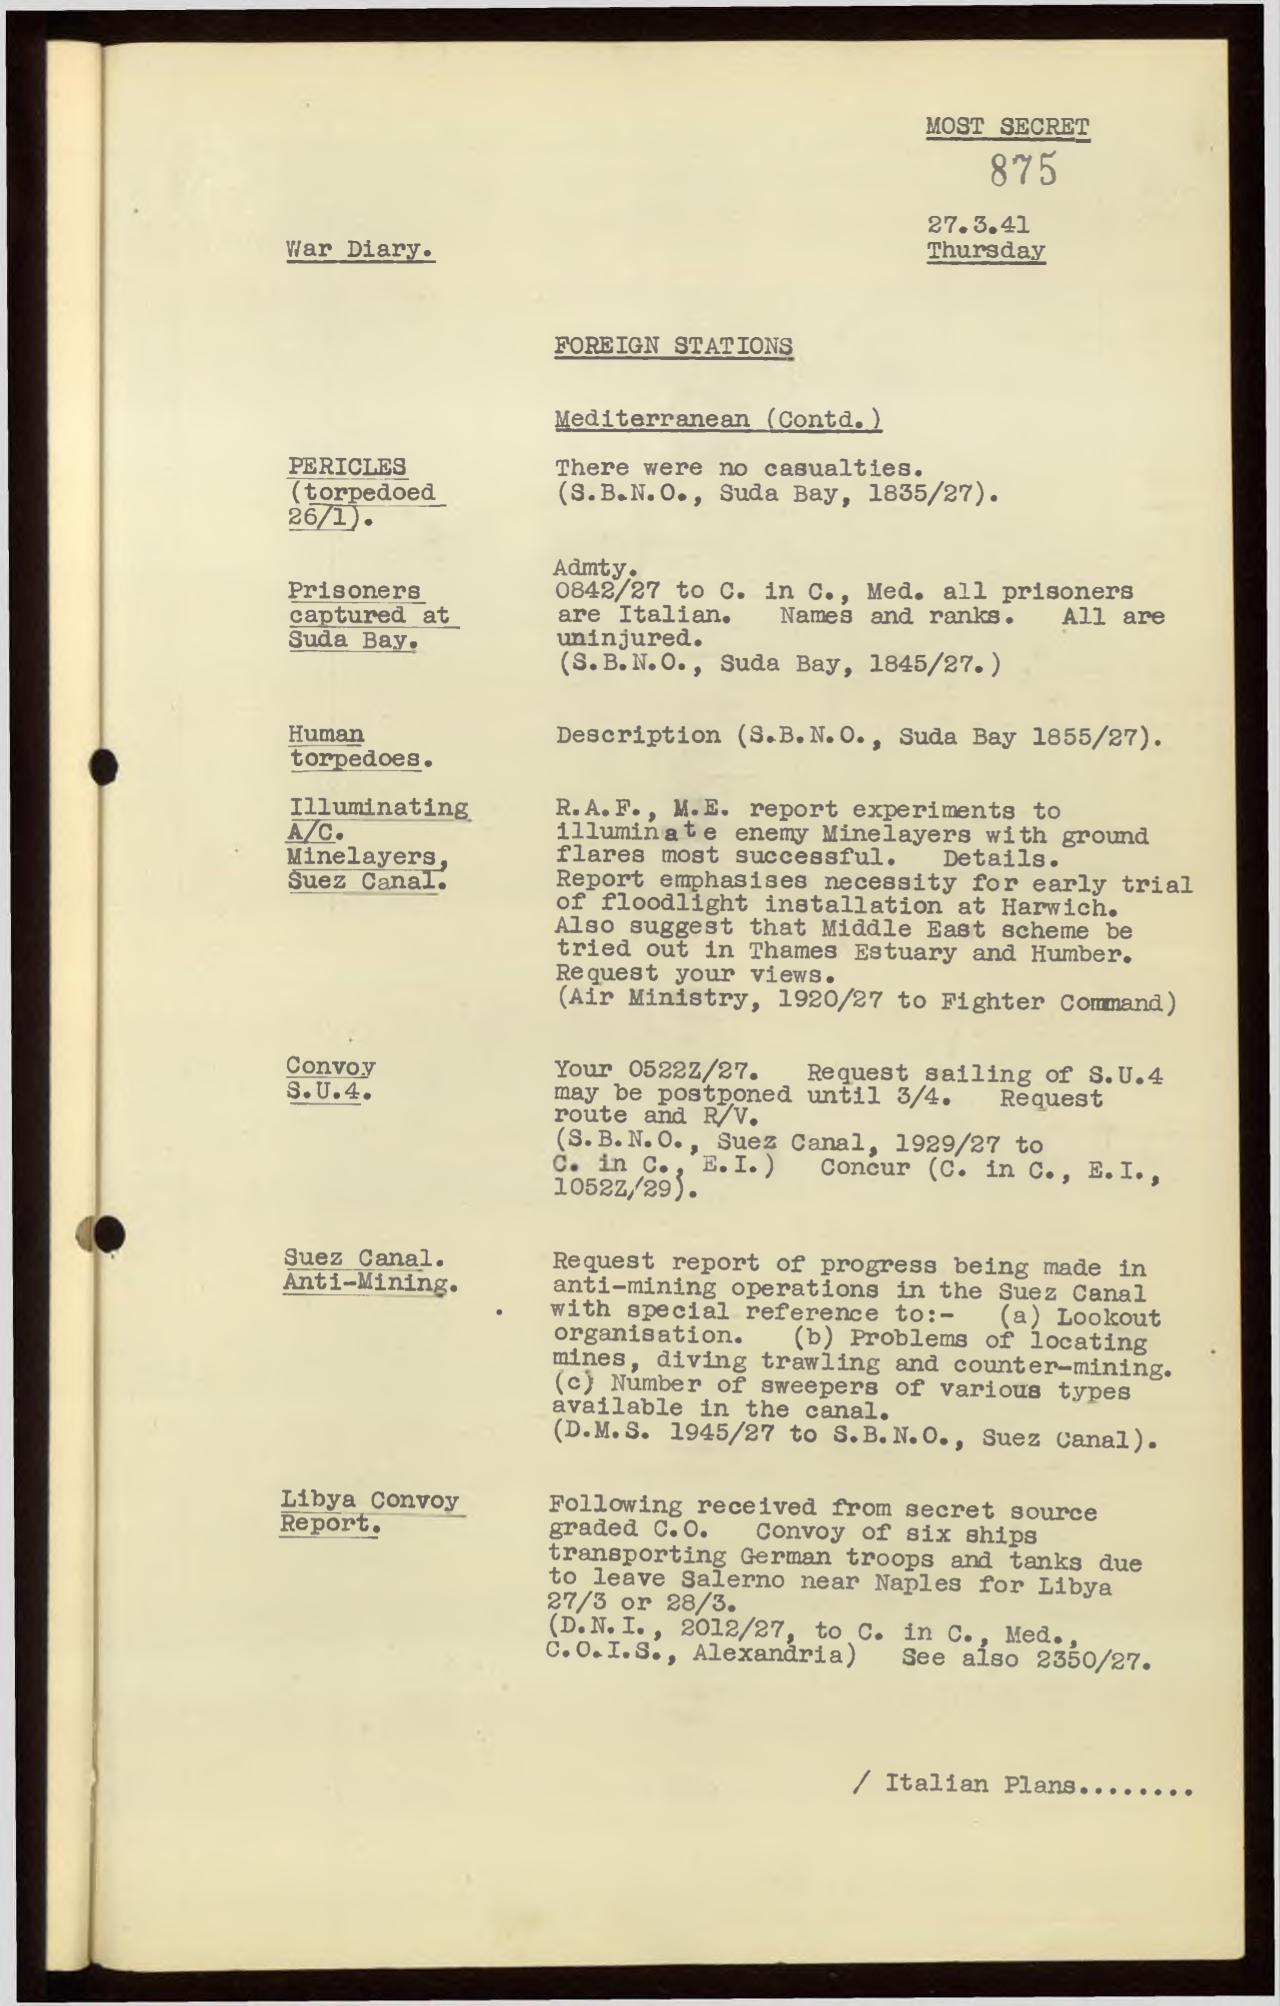 MOST SECRET
875
27.3.41
War Diary.
Thursday
FOREIGN STATIONS
Mediterranean (Contd.)
PERICLES
(torpedoed
26/1).
There were no casualties.
(S.B.N.O., Suda Bay, 1835/27).
Prisoners
captured at
Suda Bay.
Admty.
0842/27 to C. in C., Med. all prisoners
are Italian. Names and ranks. All are
uninjured.
(S.B.N.O., Suda Bay, 1845/27.)
Human
torpedoes.
Description (S.B.N.O., Suda Bay 1855/27).
Illuminating
A/C.
Minelayers,
Suez Canal.
R.A.F., M.E. report experiments to
illuminate enemy Minelayers with ground
flares most successful. Details.
Report emphasises necessity for early trial
of floodlight installation at Harwich.
Also suggest that Middle East scheme be
tried out in Thames Estuary and Humber.
Request your views.
(Air Ministry, 1920/27 to Fighter Command)
Convoy
S.U.4.
Your 0522Z/27. Request sailing of S.U.4
may be postponed until 3/4. Request
route and R/V.
(S.B.N.O., Suez Canal, 1929/27 to
C. in C., E.I.) Concur (C. in C., E.I.,
1052Z/29).
Suez Canal.
Anti-Mining.
Request report of progress being made in
anti-mining operations in the Suez Canal
with special reference to:- (a) Lookout
organisation. (b) Problems of locating
mines, diving trawling and counter-mining.
(c) Number of sweepers of various types
available in the canal.
(D.M.S. 1945/27 to S.B.N.O., Suez Canal).
Libya Convoy
Report.
Following received from secret source
graded C.O. Convoy of six ships
transporting German troops and tanks due
to leave Salerno near Naples for Libya
27/3 or 28/3.
(D.N.I., 2012/27, to C. in C., Med.,
C.O.I.S., Alexandria) See also 2350/27.
/ Italian Plans........